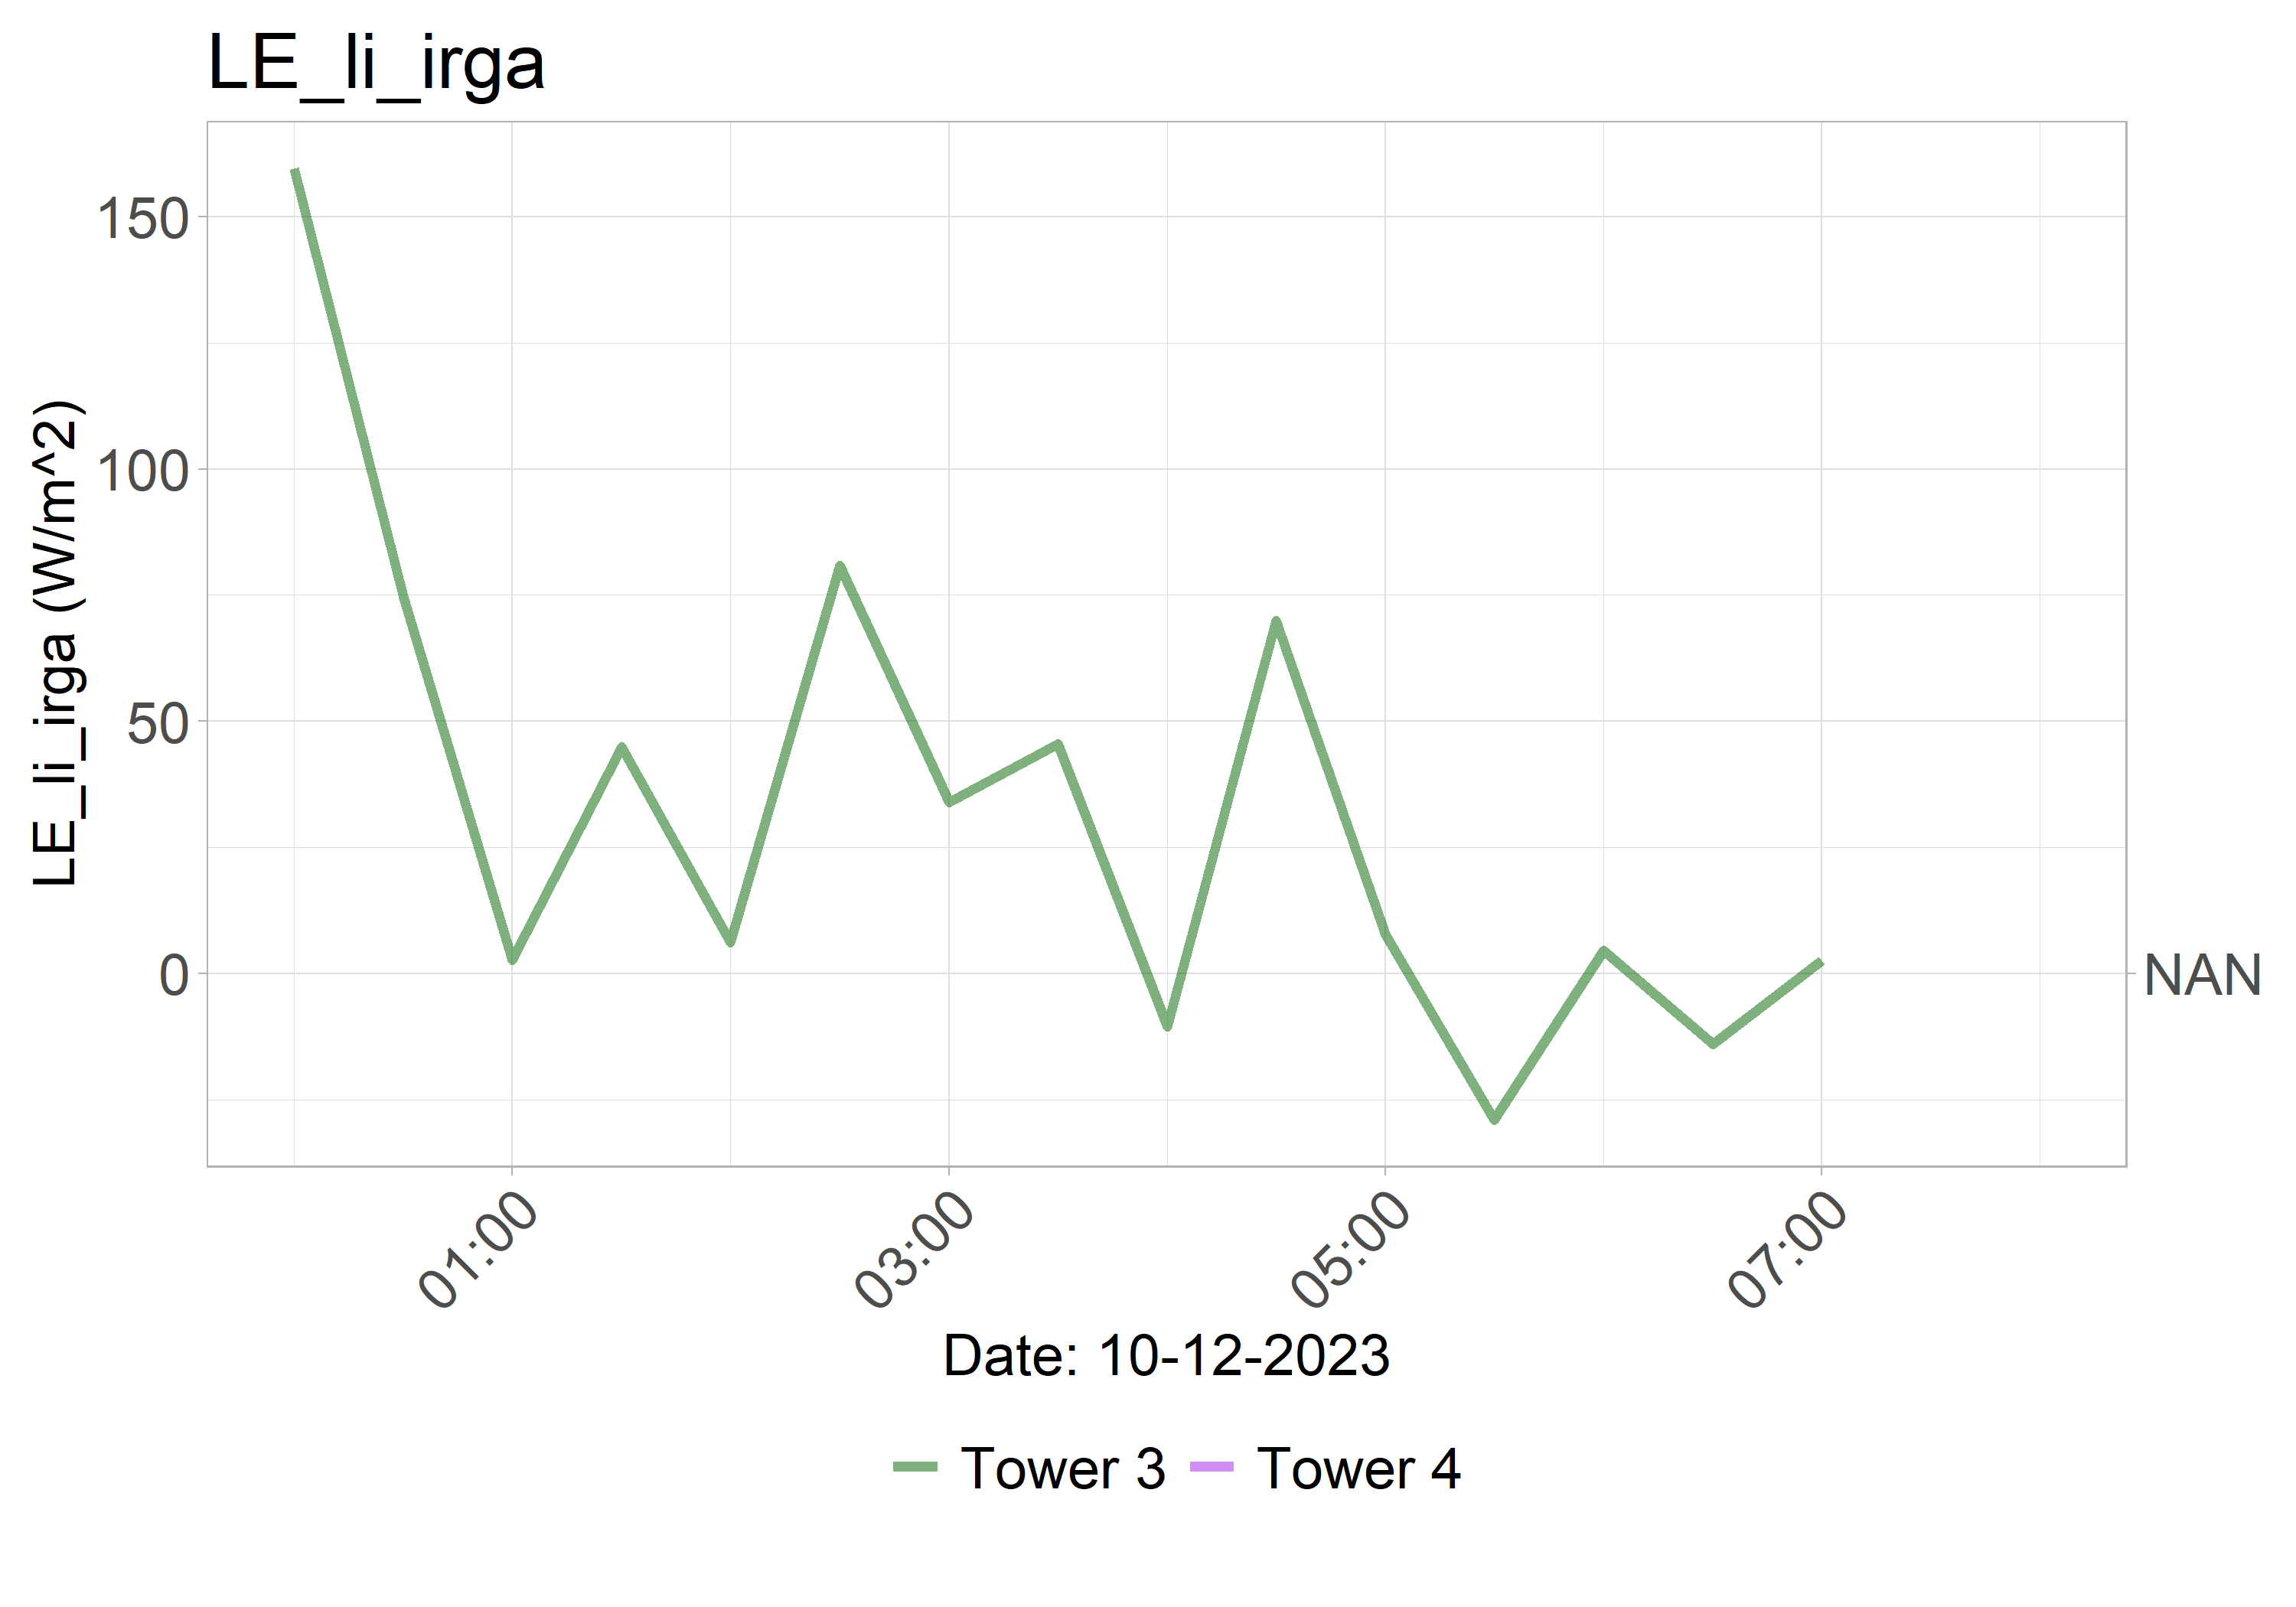 LE_li_irga
LE_li_irga (W/m^2)
150
100
50
0
NAN
01:00
03:00
05:00
07:00
Date: 10-12-2023
Tower 3
Tower 4